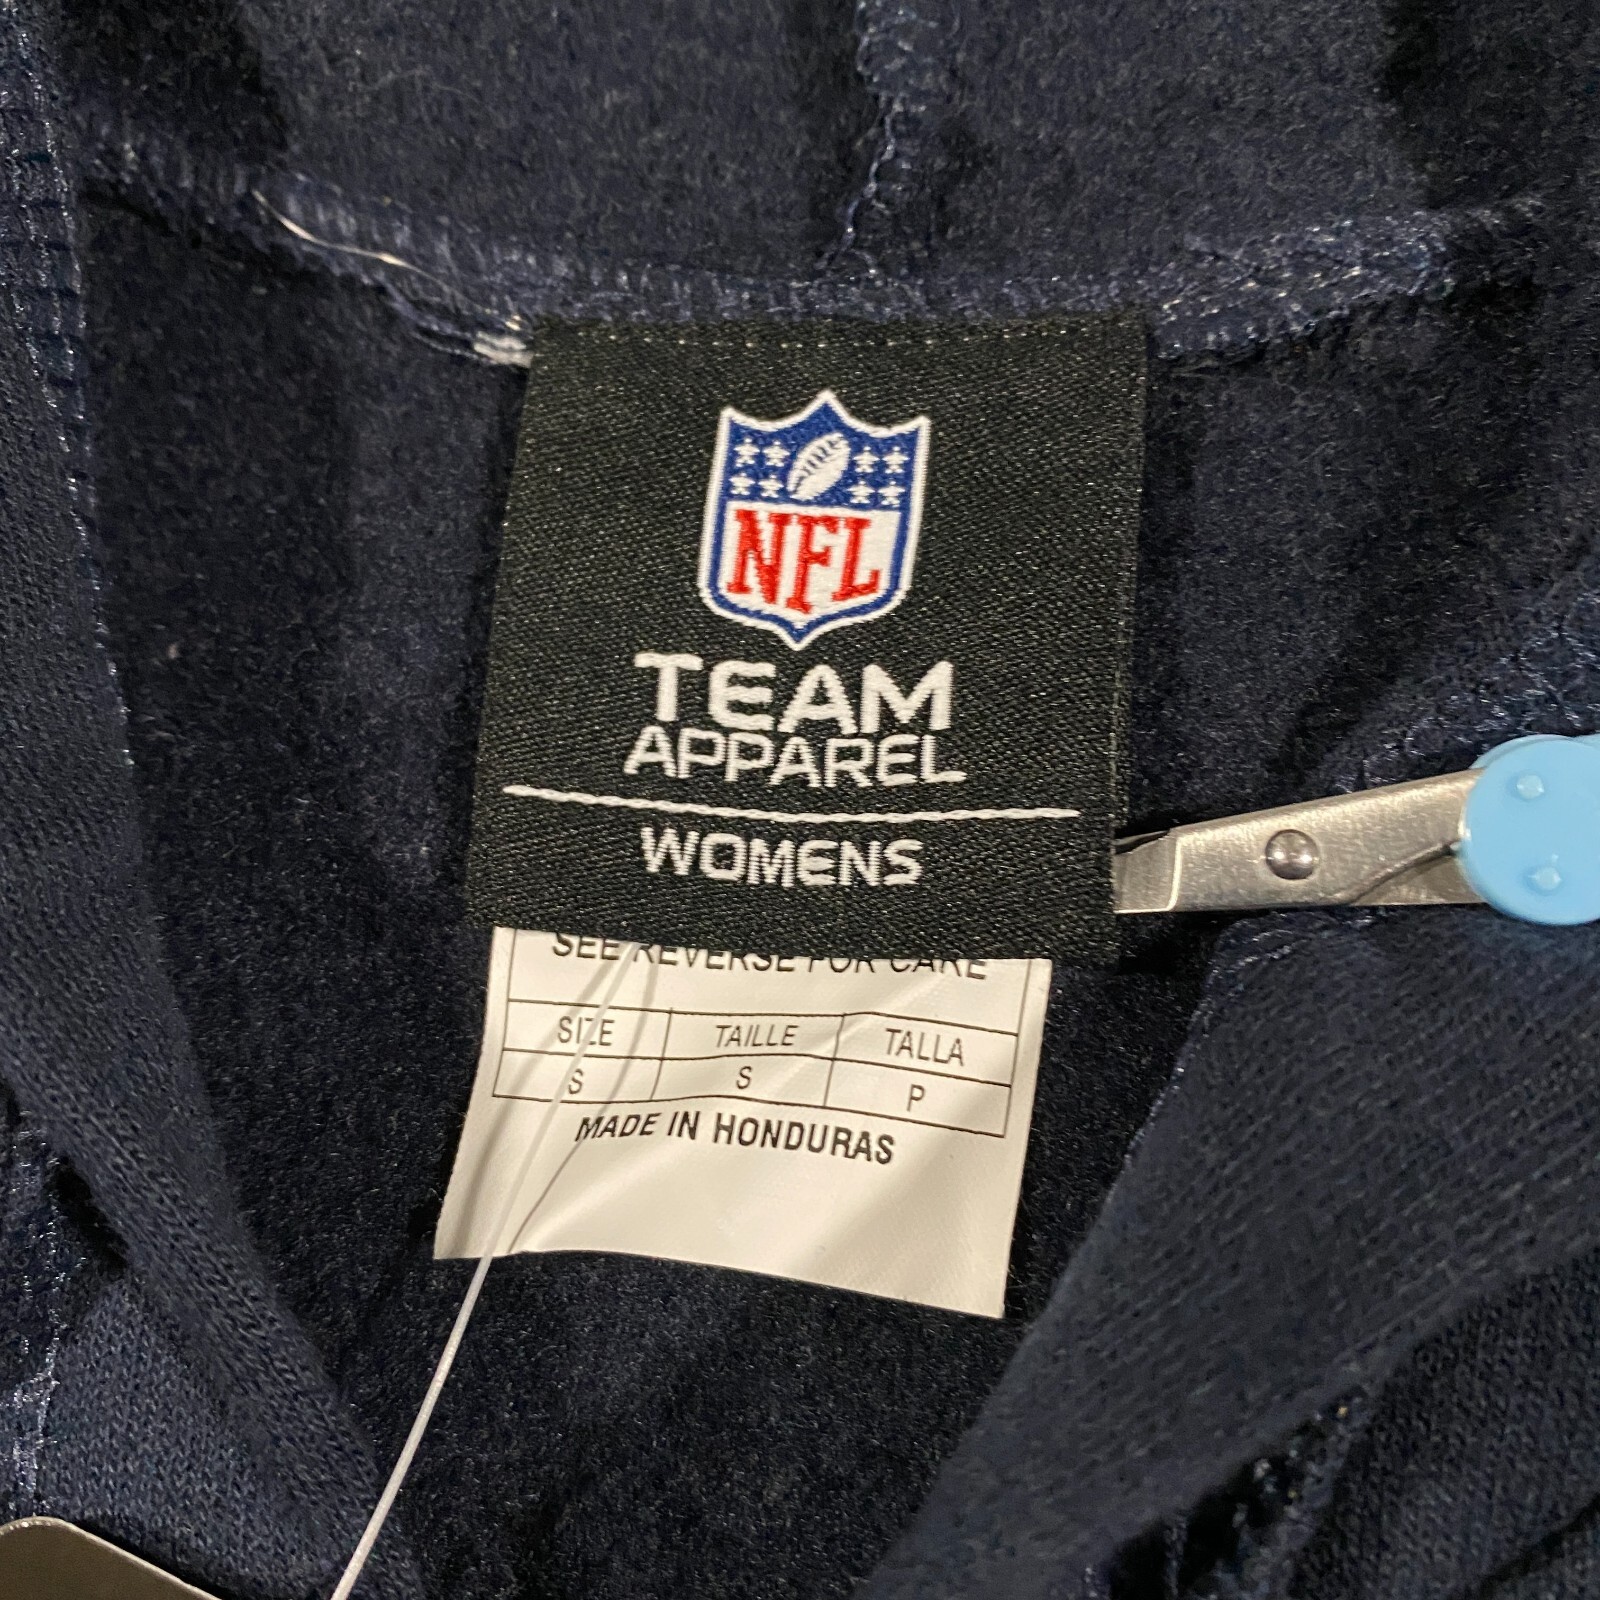 NFL
TEAM
APPAREL
WOMENS
SEE REVERSE FOR CARE
SIZE TAILLE TALLA
S S P
MADE IN HONDURAS